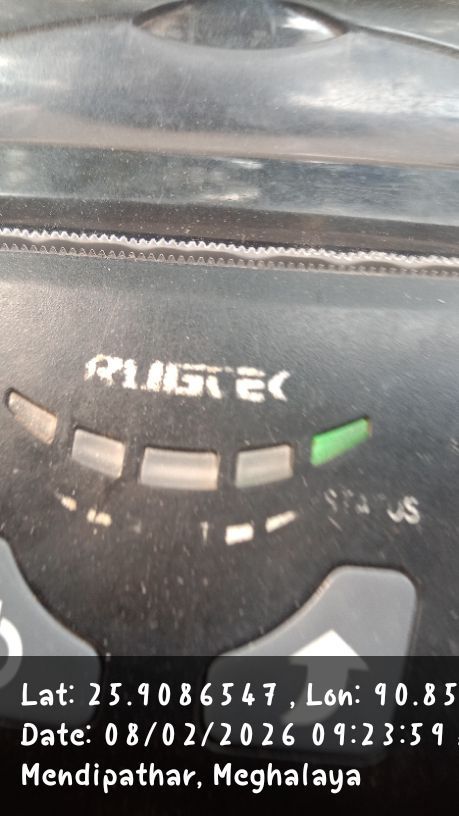 RUGTEK
STATUS
Lat: 25.9086547 , Lon: 90.85
Date: 08/02/2026 09:23:59
Mendipathar, Meghalaya